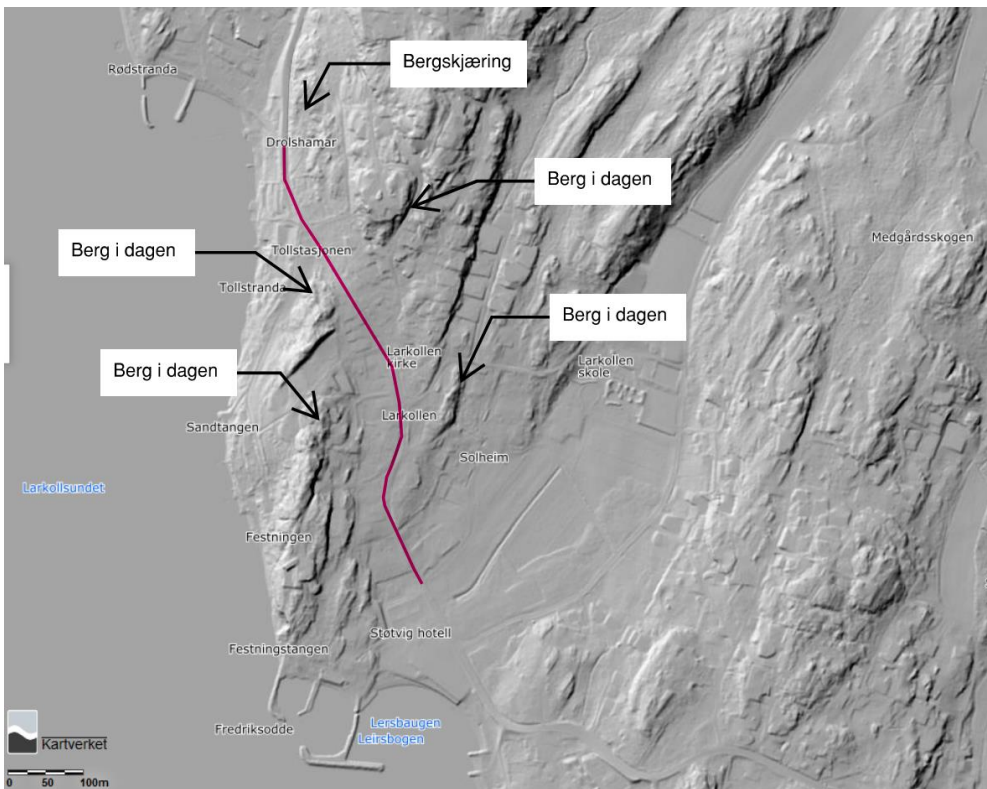 Bergskjæring
Rødstranda
Drolshamar
Berg i dagen
Medgårdsskogen
Berg i dagen
Tollstasjonen
Tollstranda
Berg i dagen
Larkollen
kirke
Larkollen
skole
Berg i dagen
Larkollen
Sandtangen
Solheim
Larkollsundet
Festningen
Støtvig hotell
Festningstangen
Fredriksodde
Lersbaugen
Leirsbogen
Kartverket
0 50 100m